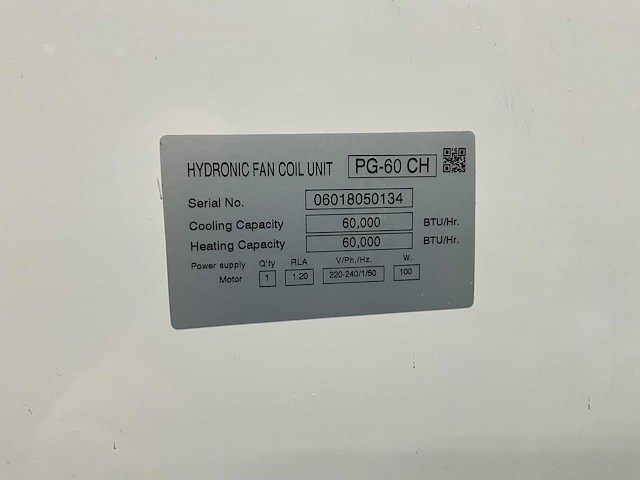 HYDRONIC FAN COIL UNIT PG-60 CH
Serial No. 06018050134
Cooling Capacity 60,000 BTU/Hr.
Heating Capacity 60,000 BTU/Hr.
Power supply Q'ty RLA V/Ph./Hz. W.
Motor 1 1.20 220-240/1/50 100